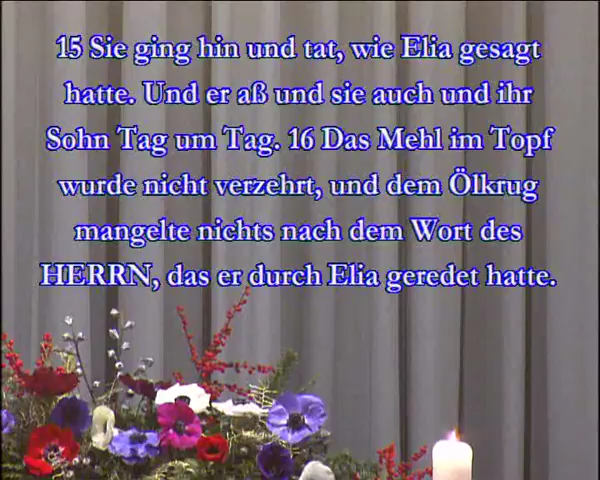 15 Sie ging hin und tat, wie Elia gesagt
hatte. Und er aß und sie auch und ihr
Sohn Tag um Tag. 16 Das Mehl im Topf
wurde nicht verzehrt, und dem Ölkrug
mangelte nichts nach dem Wort des
HERRN, das er durch Elia geredet hatte.